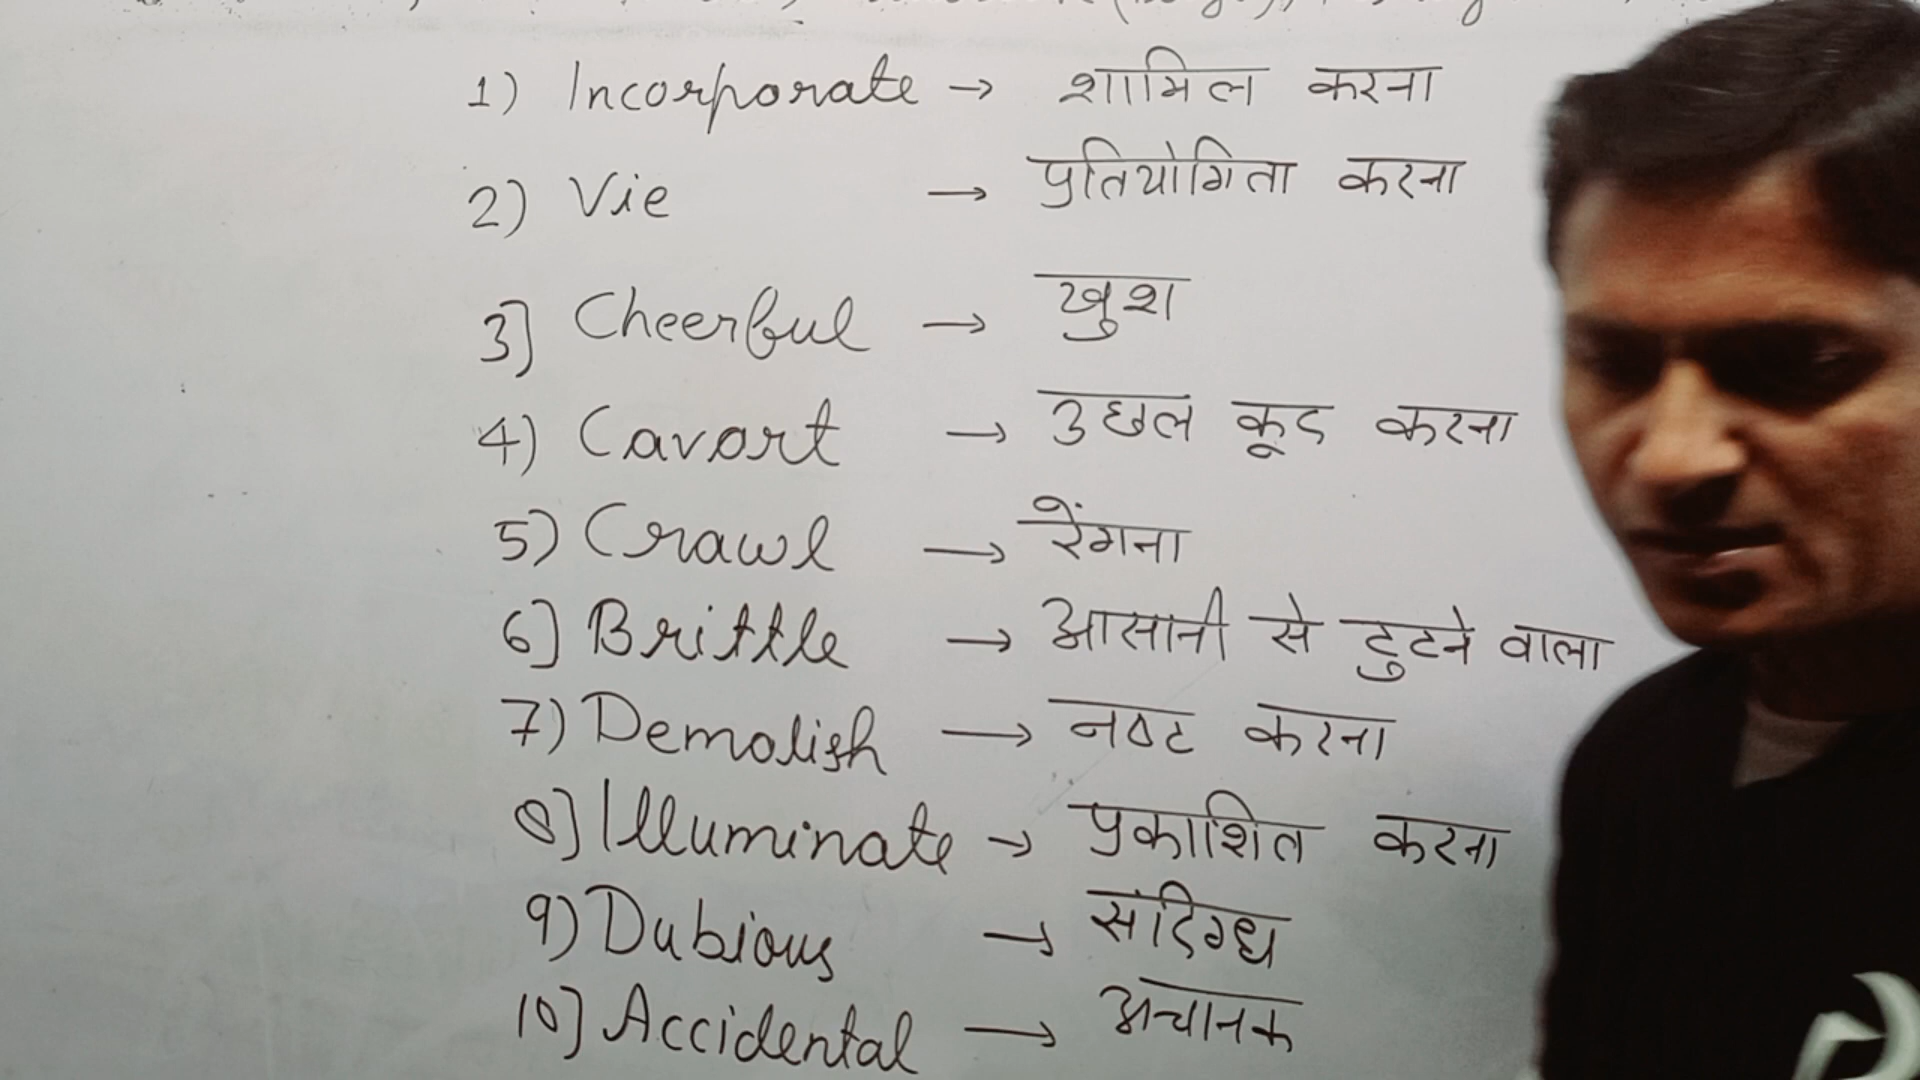 1) Incorporate → शामिल करना
2) Vie → प्रतियोगिता करना
3] Cheerful → खुश
4) Cavort → उछल कूद करना
5) Crawl → रेंगना
6] Brittle → आसानी से टुटने वाला
7) Demolish → नष्ट करना
8] Illuminate → प्रकाशित करना
9) Dubious → संदिग्ध
10] Accidental → अचानक